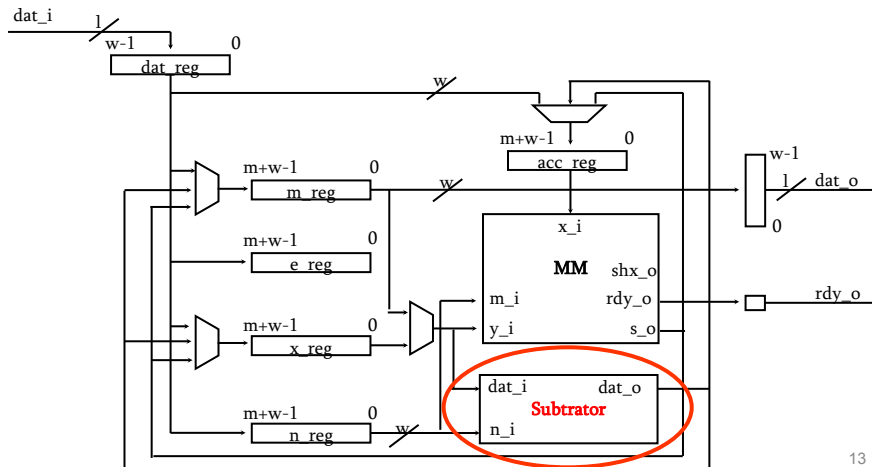 dat_i
l
w-1 0
dat_reg
w
m+w-1 0
acc_reg
m+w-1 0
m_reg
w
w-1
l
dat_o
0
x_i
MM
shx_o
m+w-1 0
e_reg
m_i
rdy_o
rdy_o
y_i
s_o
m+w-1 0
x_reg
dat_i dat_o
Subtrator
m+w-1 0
n_reg
w
n_i
13